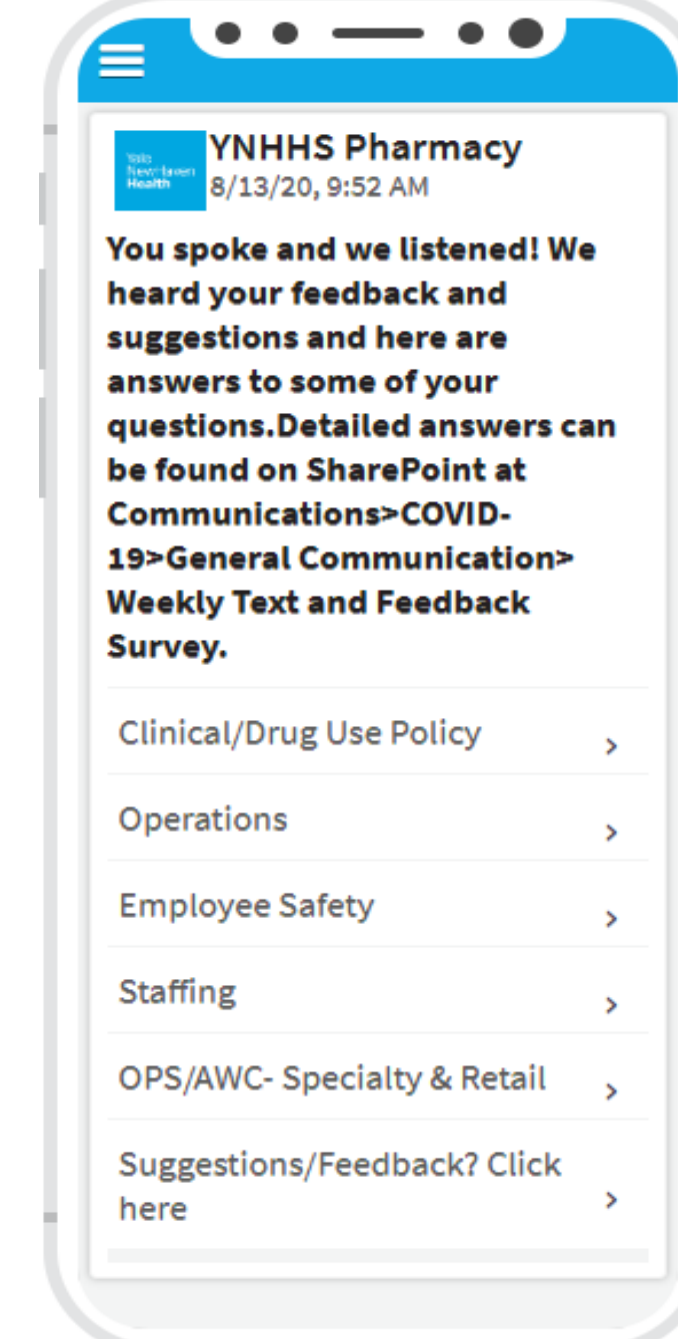 Yale
NewHaven
Health
YNHHS Pharmacy
8/13/20, 9:52 AM
You spoke and we listened! We
heard your feedback and
suggestions and here are
answers to some of your
questions.Detailed answers can
be found on SharePoint at
Communications>COVID-
19>General Communication>
Weekly Text and Feedback
Survey.
Clinical/Drug Use Policy
Operations
Employee Safety
Staffing
OPS/AWC- Specialty & Retail
Suggestions/Feedback? Click
here